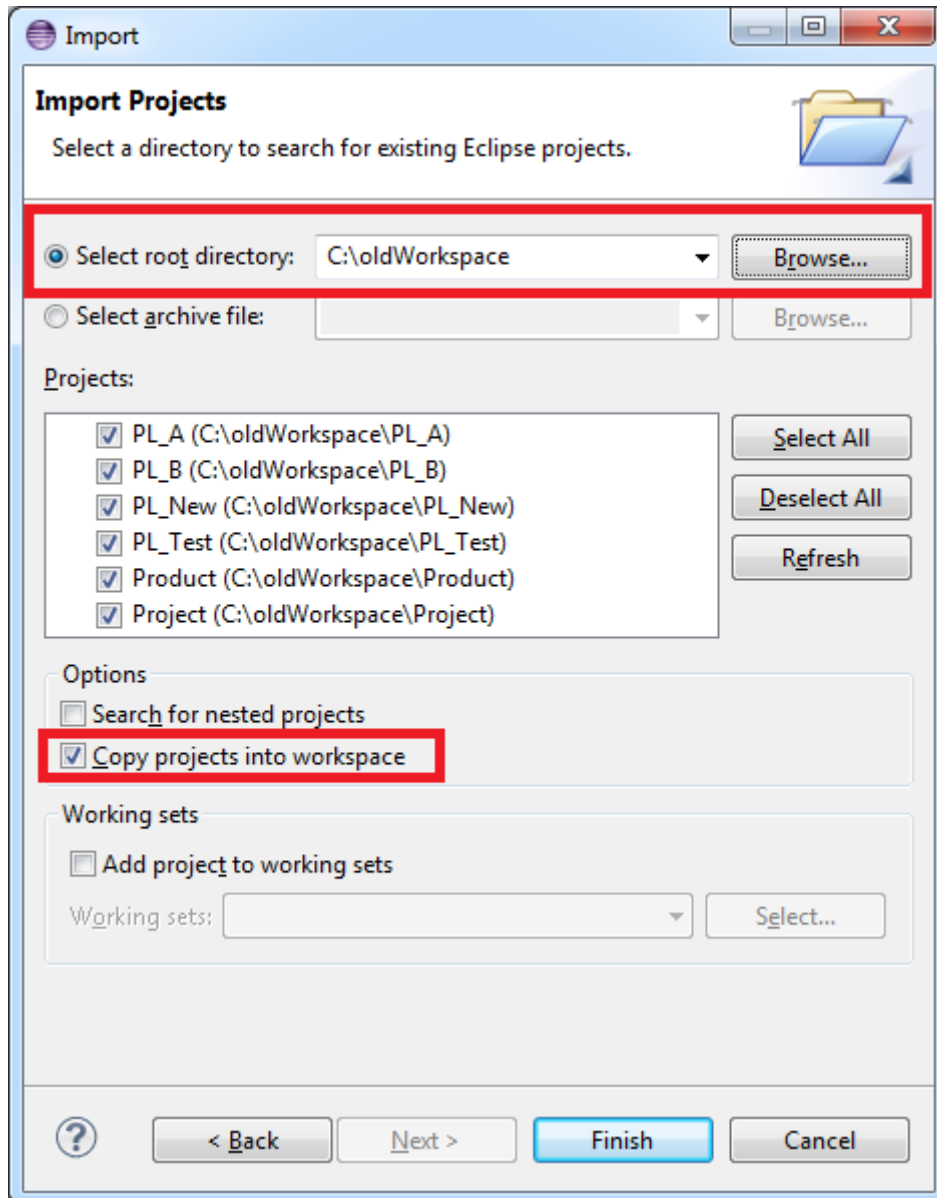 Import
Import Projects
Select a directory to search for existing Eclipse projects.
Select root directory: C:\oldWorkspace Browse...
Select archive file: Browse...
Projects:
PL_A (C:\oldWorkspace\PL_A)
PL_B (C:\oldWorkspace\PL_B)
PL_New (C:\oldWorkspace\PL_New)
PL_Test (C:\oldWorkspace\PL_Test)
Product (C:\oldWorkspace\Product)
Project (C:\oldWorkspace\Project)
Select All
Deselect All
Refresh
Options
Search for nested projects
Copy projects into workspace
Working sets
Add project to working sets
Working sets: Select...
? < Back Next > Finish Cancel